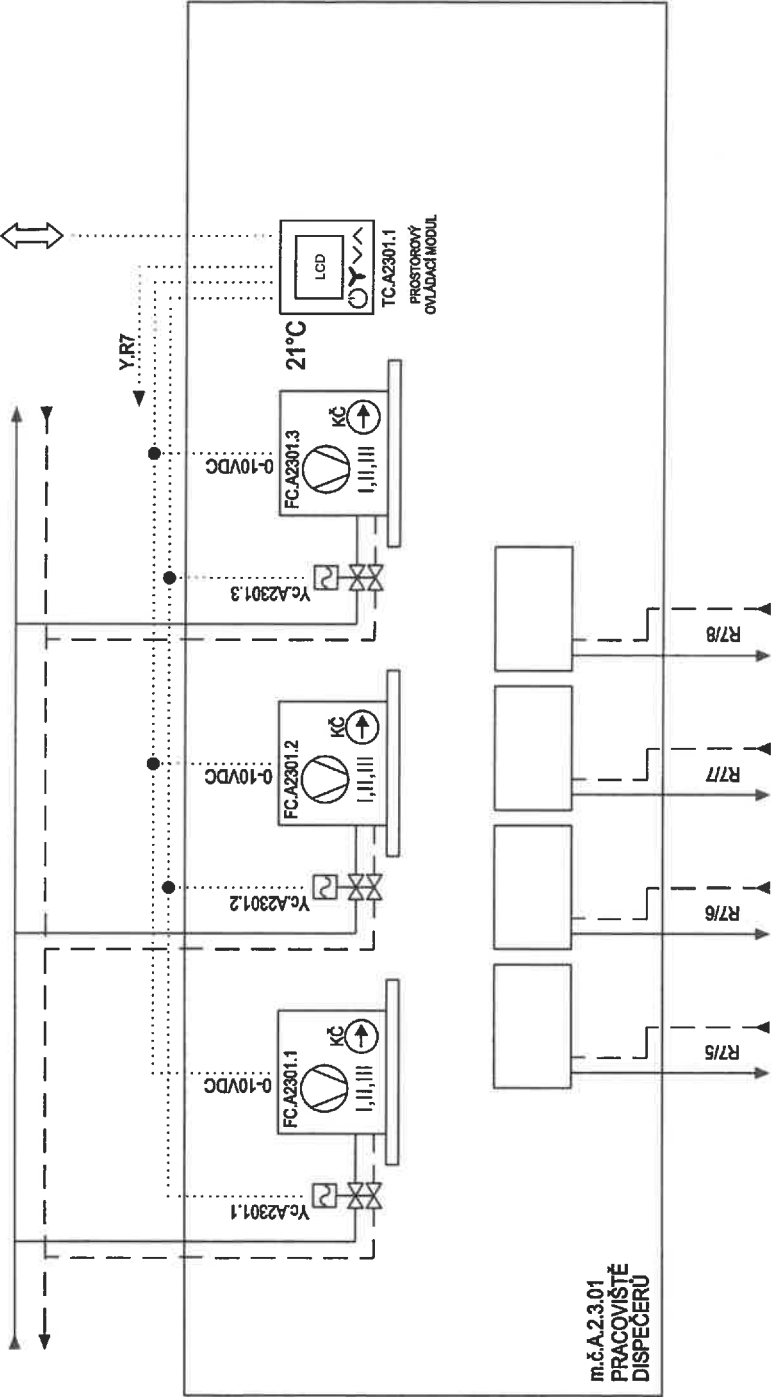 Y.R7
LCD
21°C
TC.A2301.1
PROSTOROVÝ
OVLÁDACÍ MODUL
0-10VDC
FC.A2301.3
KČ
I,II,III
Yc.A2301.3
0-10VDC
FC.A2301.2
KČ
I,II,III
Yc.A2301.2
0-10VDC
FC.A2301.1
KČ
I,II,III
Yc.A2301.1
R7/8
R7/7
R7/6
R7/5
m.č.A.2.3.01
PRACOVIŠTĚ
DISPEČERŮ